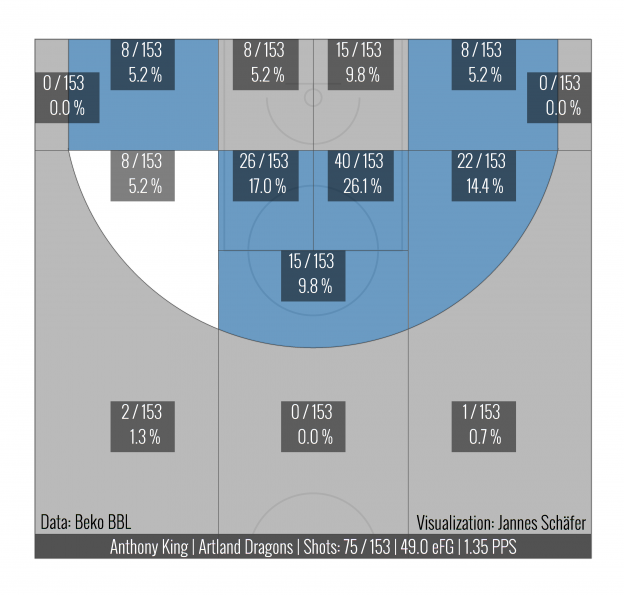 8 / 153
5.2 %
8 / 153
5.2 %
15 / 153
9.8 %
8 / 153
5.2 %
0 / 153
0.0 %
0 / 153
0.0 %
8 / 153
5.2 %
26 / 153
17.0 %
40 / 153
26.1 %
22 / 153
14.4 %
15 / 153
9.8 %
2 / 153
1.3 %
0 / 153
0.0 %
1 / 153
0.7 %
Data: Beko BBL
Visualization: Jannes Schäfer
Anthony King | Artland Dragons | Shots: 75 / 153 | 49.0 eFG | 1.35 PPS